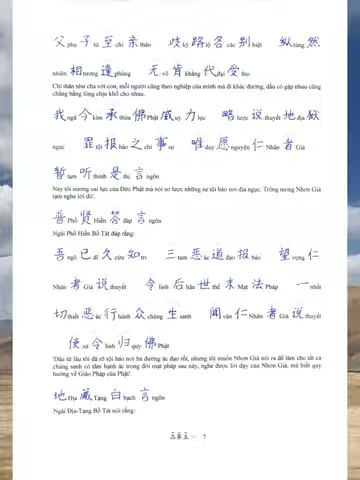 父phụ 子tử 至chí 亲thân 歧kỳ 路lộ 各các 别biệt 纵túng 然
nhiên 相tương 逢phùng 无vô 肯khẳng 代đại 受thọ
Chí thân như cha với con, mỗi người cũng theo nghiệp của mình mà đi khác đường, dầu có gặp nhau cũng
chẳng bằng lòng chịu khổ cho nhau.
我ngã 今kim 承thừa 佛Phật 威uy 力lực 略lược 说thuyết 地địa 狱
ngục 罪tội 报báo 之chi 事sự 唯duy 愿nguyện 仁Nhân 者Giả
暂tạm 听thính 是thị 言ngôn
Nay tôi nương oai lực của Đức Phật mà nói sơ lược những sự tội báo nơi địa ngục. Trông mong Nhơn Giả
tạm nghe lời đó'.
普Phổ 贤Hiền 答đáp 言ngôn
Ngài Phổ Hiền Bồ Tát đáp rằng:
吾ngô 已dĩ 久cửu 知tri 三tam 恶ác 道đạo 报báo 望vọng 仁
Nhân 者Giả 说thuyết 令linh 后hậu 世thế 末Mạt 法Pháp 一nhất
切thiết 恶ác 行hành 众chúng 生sanh 闻văn 仁Nhân 者Giả 说thuyết
使sử 令linh 归quy 佛Phật
'Dầu từ lâu tôi đã rõ tội báo nơi ba đường ác đạo rồi, nhưng tôi muốn Nhơn Giả nói ra để làm cho tất cả
chúng sanh có tâm hạnh ác trong đời mạt pháp sau này, nghe được lời dạy của Nhơn Giả, mà biết quy
hướng về Giáo Pháp của Phật'.
地Địa 藏Tạng 白bạch 言ngôn
Ngài Địa-Tạng Bồ Tát nói rằng: